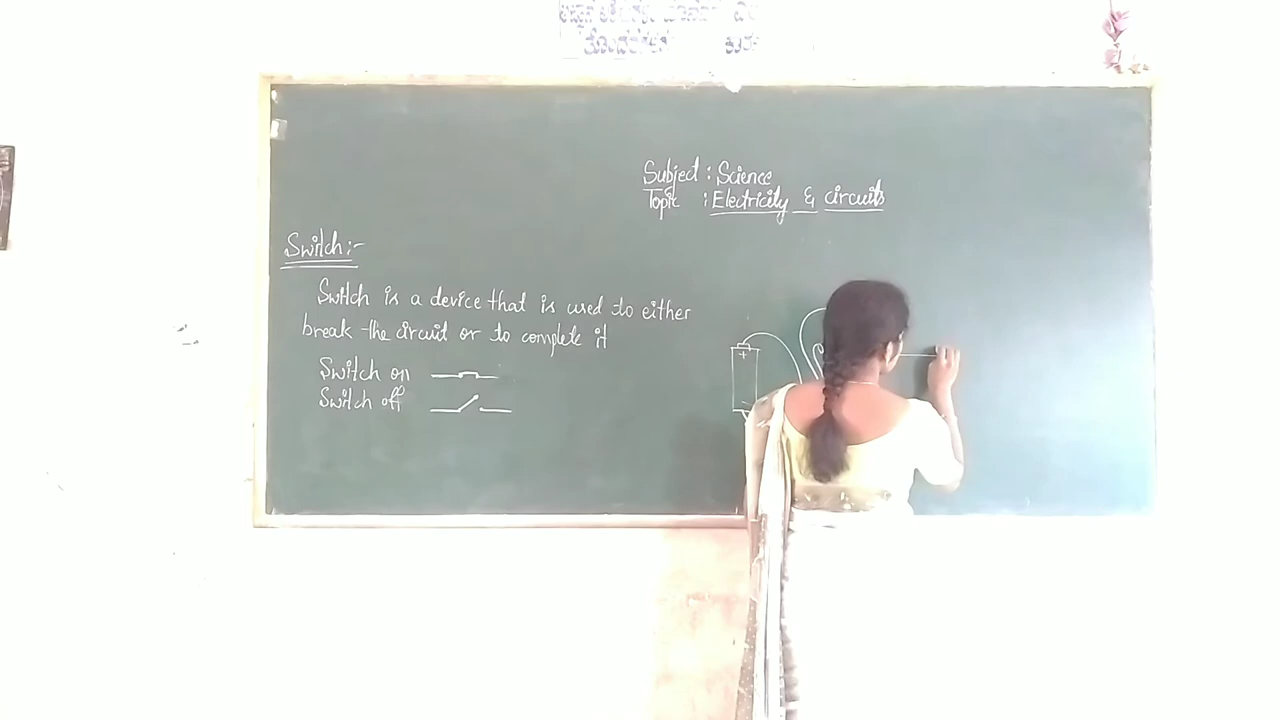 Subject : Science
Topic : Electricity & circuits
Switch :-
Switch is a device that is used to either
break the circuit or to complete it
Switch on
Switch off
+